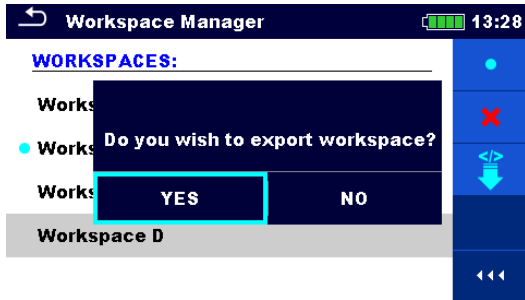 Workspace Manager 13:28
WORKSPACES:
Works
Do you wish to export workspace?
Works
Works
YES NO
Workspace D